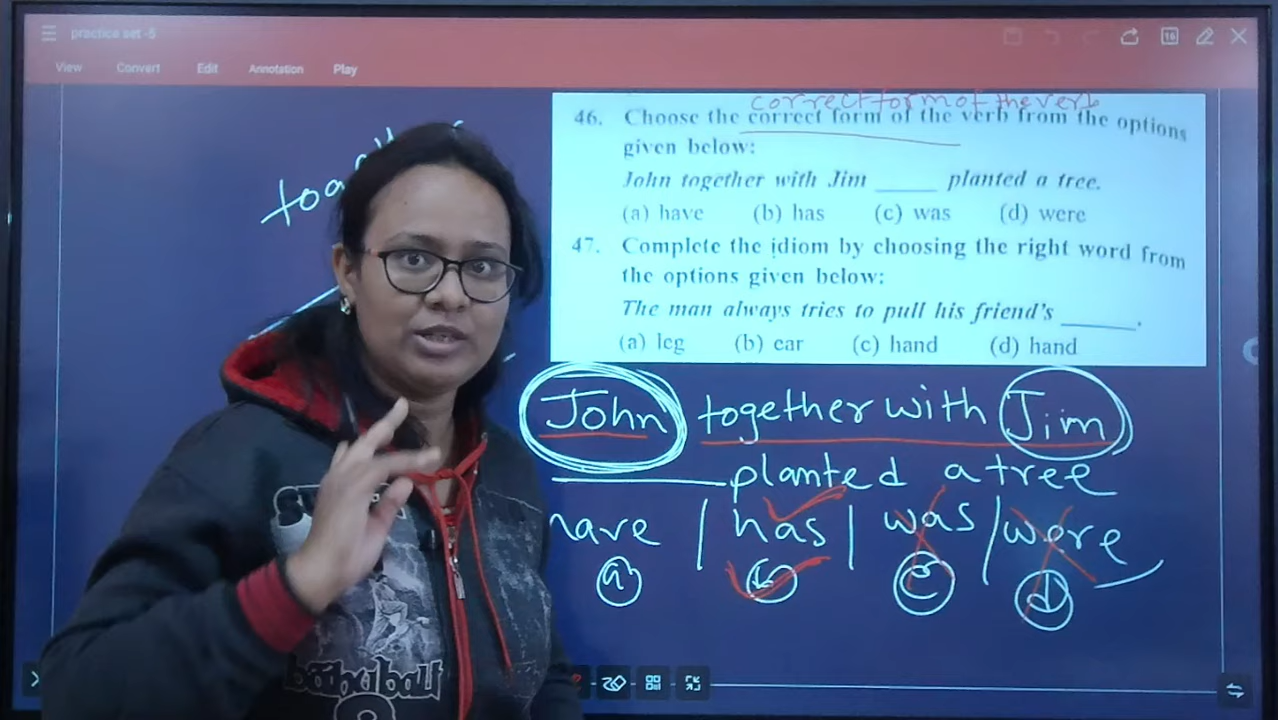 practice set -5
16
View Convert Edit Annotation Play
correct form of the verb
46. Choose the correct form of the verb from the options
given below:
John together with Jim ______ planted a tree.
(a) have (b) has (c) was (d) were
47. Complete the idiom by choosing the right word from
the options given below:
The man always tries to pull his friend's _______.
(a) leg (b) ear (c) hand (d) hand
John together with Jim
planted a tree
have | has | was / were
(a) (b) (c) (d)
babubali